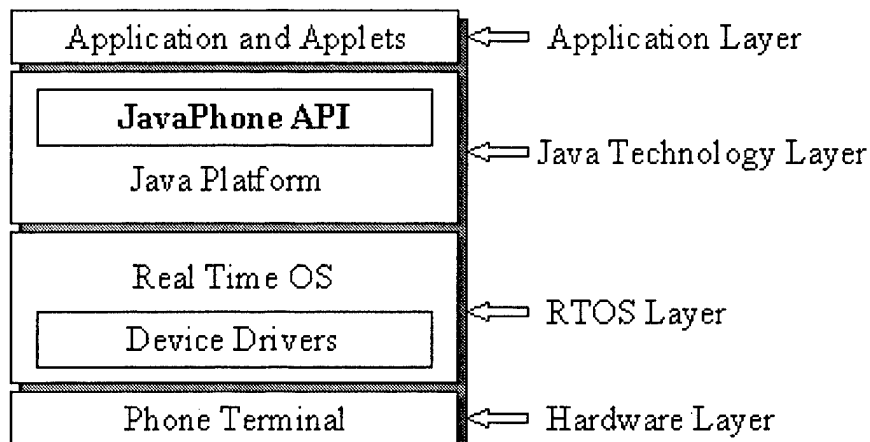 Application and Applets
Application Layer
JavaPhone API
Java Technology Layer
Java Platform
Real Time OS
RTOS Layer
Device Drivers
Phone Terminal
Hardware Layer